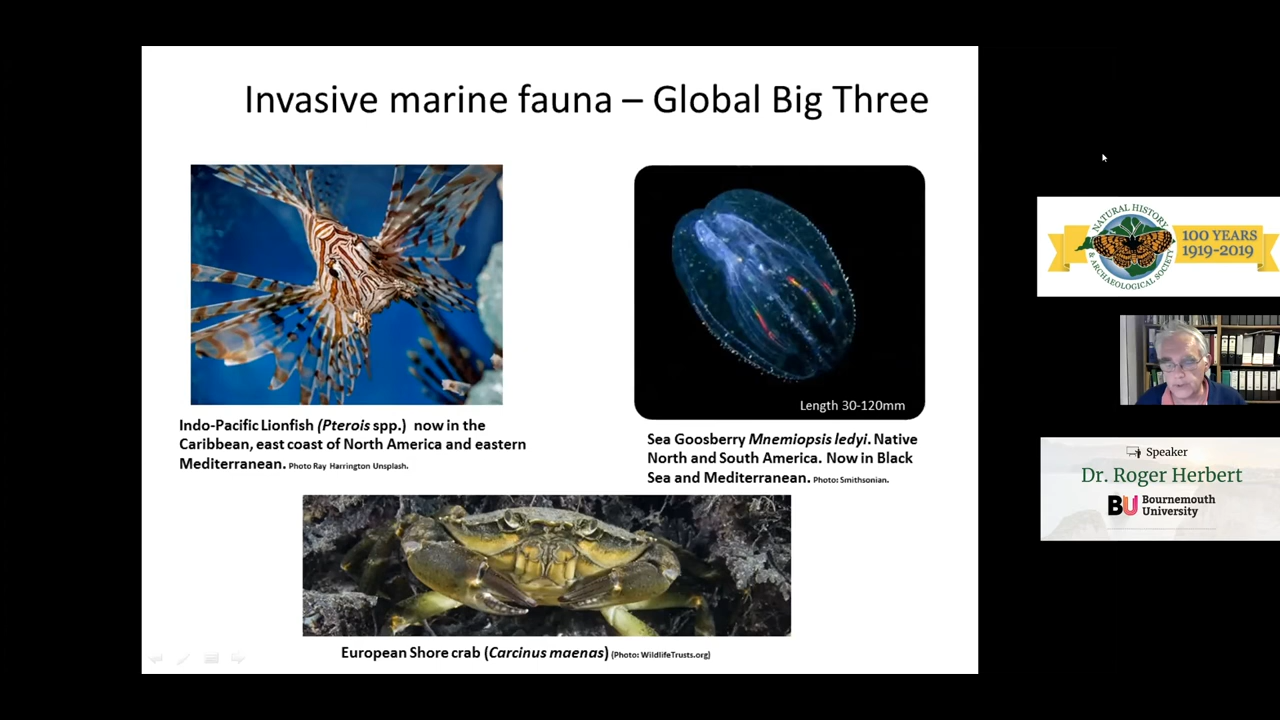 Invasive marine fauna – Global Big Three
Length 30-120mm
Indo-Pacific Lionfish (Pterois spp.) now in the
Caribbean, east coast of North America and eastern
Mediterranean. Photo Ray Harrington Unsplash.
Sea Goosberry Mnemiopsis ledyi. Native
North and South America. Now in Black
Sea and Mediterranean. Photo: Smithsonian.
European Shore crab (Carcinus maenas) (Photo: WildlifeTrusts.org)
NATURAL HISTORY
& ARCHAEOLOGICAL SOCIETY
100 YEARS
1919-2019
Speaker
Dr. Roger Herbert
BU Bournemouth
University